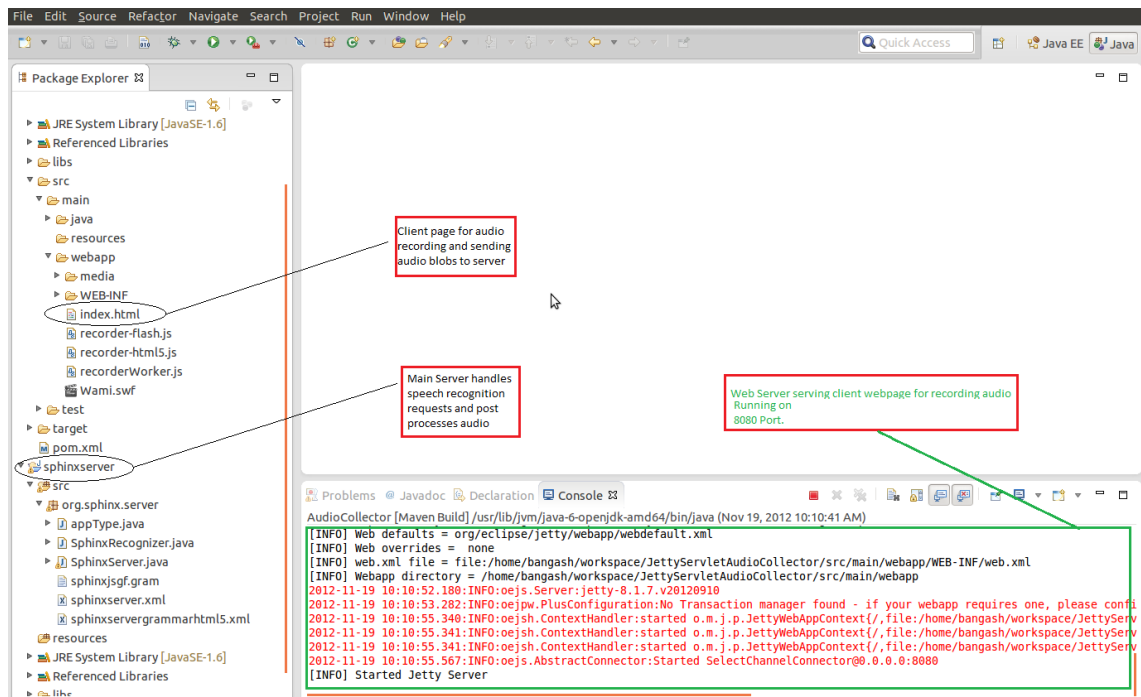 File Edit Source Refactor Navigate Search Project Run Window Help
Quick Access
Java EE
Java
Package Explorer
JRE System Library [JavaSE-1.6]
Referenced Libraries
libs
src
main
java
resources
webapp
media
WEB-INF
index.html
recorder-flash.js
recorder-html5.js
recorderWorker.js
Wami.swf
test
target
pom.xml
sphinxserver
src
org.sphinx.server
appType.java
SphinxRecognizer.java
SphinxServer.java
sphinxjsgf.gram
sphinxserver.xml
sphinxservergrammarhtml5.xml
resources
JRE System Library [JavaSE-1.6]
Referenced Libraries
libs
Client page for audio
recording and sending
audio blobs to server
Main Server handles
speech recognition
requests and post
processes audio
Web Server serving client webpage for recording audio
Running on
8080 Port.
Problems @ Javadoc Declaration Console
AudioCollector [Maven Build] /usr/lib/jvm/java-6-openjdk-amd64/bin/java (Nov 19, 2012 10:10:41 AM)
[INFO] Web defaults = org/eclipse/jetty/webapp/webdefault.xml
[INFO] Web overrides =  none
[INFO] web.xml file = file:/home/bangash/workspace/JettyServletAudioCollector/src/main/webapp/WEB-INF/web.xml
[INFO] Webapp directory = /home/bangash/workspace/JettyServletAudioCollector/src/main/webapp
2012-11-19 10:10:52.180:INFO:oejs.Server:jetty-8.1.7.v20120910
2012-11-19 10:10:53.282:INFO:oejpw.PlusConfiguration:No Transaction manager found - if your webapp requires one, please confi
2012-11-19 10:10:55.340:INFO:oejsh.ContextHandler:started o.m.j.p.JettyWebAppContext{/,file:/home/bangash/workspace/JettyServ
2012-11-19 10:10:55.341:INFO:oejsh.ContextHandler:started o.m.j.p.JettyWebAppContext{/,file:/home/bangash/workspace/JettyServ
2012-11-19 10:10:55.341:INFO:oejsh.ContextHandler:started o.m.j.p.JettyWebAppContext{/,file:/home/bangash/workspace/JettyServ
2012-11-19 10:10:55.567:INFO:oejs.AbstractConnector:Started SelectChannelConnector@0.0.0.0:8080
[INFO] Started Jetty Server